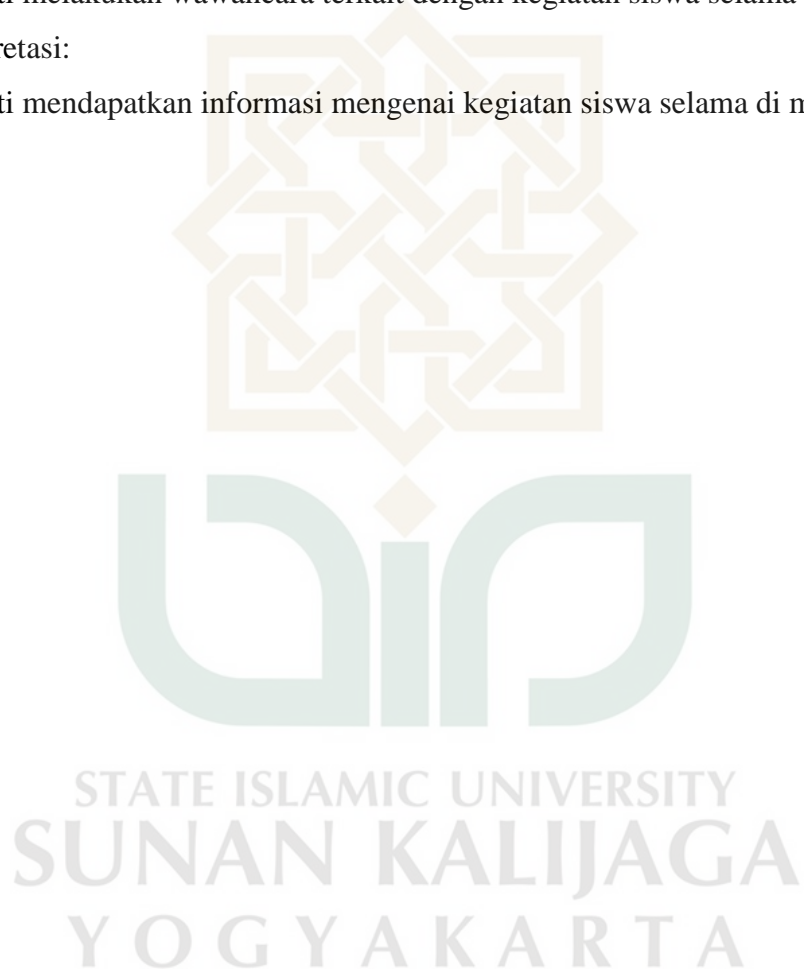 ti melakukan wawancara terkait dengan kegiatan siswa selama
retasi:
ti mendapatkan informasi mengenai kegiatan siswa selama di m
STATE ISLAMIC UNIVERSITY
SUNAN KALIJAGA
YOGYAKARTA